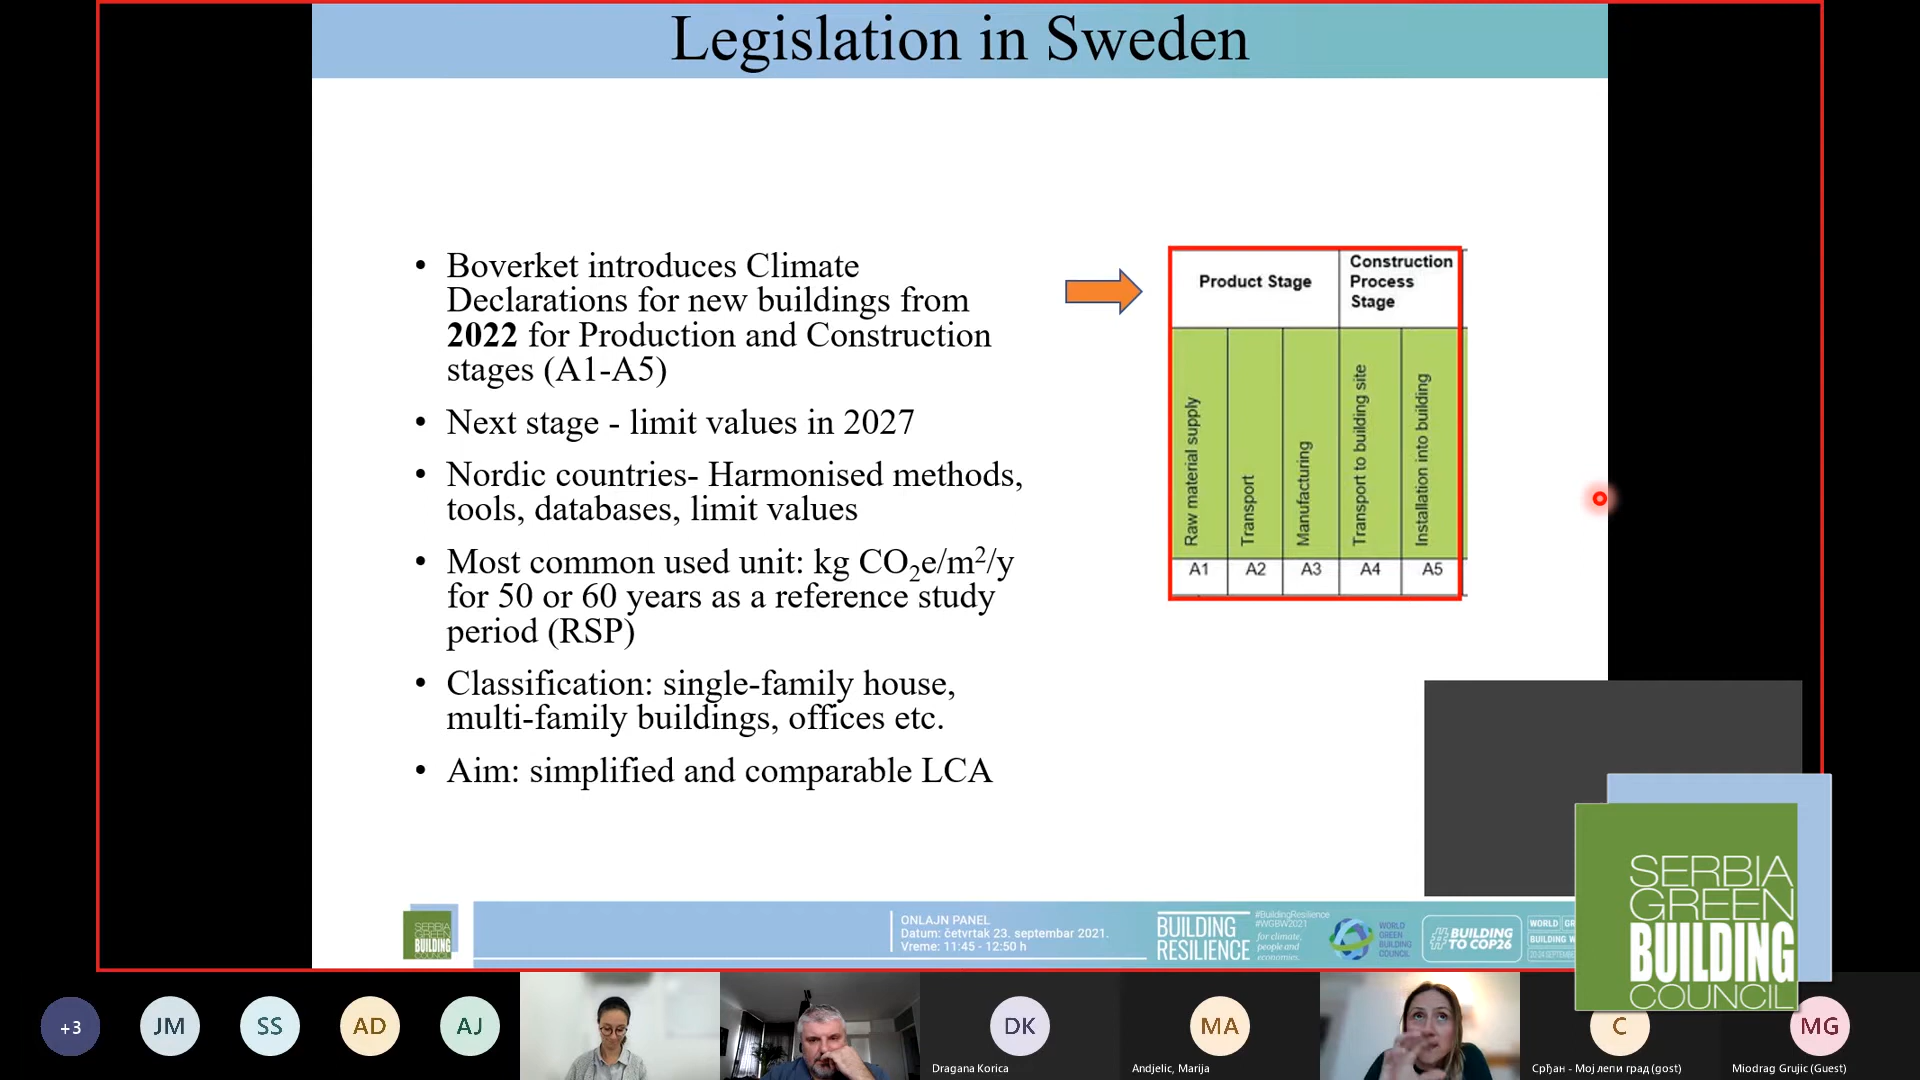 Legislation in Sweden
• Boverket introduces Climate
Declarations for new buildings from
2022 for Production and Construction
stages (A1-A5)
• Next stage - limit values in 2027
• Nordic countries- Harmonised methods,
tools, databases, limit values
• Most common used unit: kg CO₂e/m²/y
for 50 or 60 years as a reference study
period (RSP)
• Classification: single-family house,
multi-family buildings, offices etc.
• Aim: simplified and comparable LCA
Product Stage
Construction
Process
Stage
Raw material supply
Transport
Manufacturing
Transport to building site
Installation into building
A1 A2 A3 A4 A5
SERBIA
GREEN
BUILDING
COUNCIL
ONLAJN PANEL
Datum: četvrtak 23. septembar 2021.
Vreme: 11:45 - 12:50 h
BUILDING
RESILIENCE
#BuildingResilience
#WGBW2021
for climate,
people and
economies.
WORLD
GREEN
BUILDING
COUNCIL
#BUILDING
TO COP26
WORLD GR
BUILDING W
SERBIA
GREEN
BUILDING
COUNCIL
+3
JM
SS
AD
AJ
DK
Dragana Korica
MA
Andjelic, Marija
C
Срђан - Мој лепи град (gost)
MG
Miodrag Grujic (Guest)